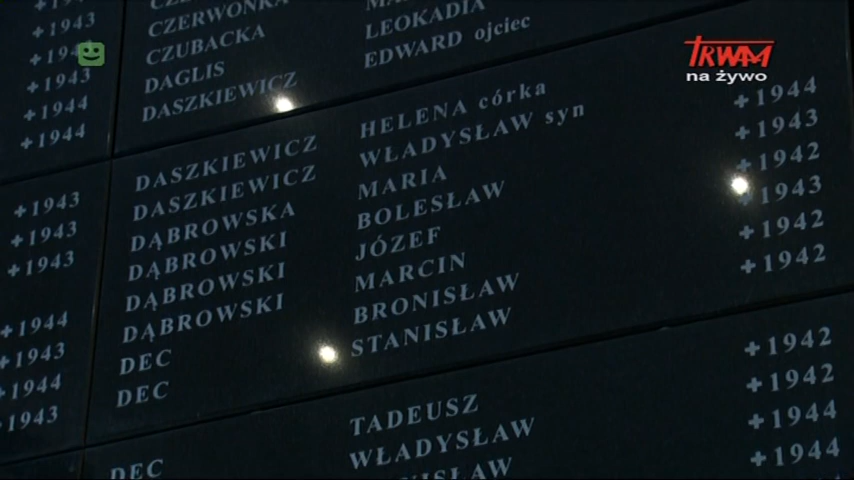 TRWAM
na żywo
+1943
+1943
+1944
+1944
+1943
+1943
+1943
+1944
+1943
+1944
+1943
CZERWONKA
CZUBACKA
DAGLIS LEOKADIA
DASZKIEWICZ EDWARD ojciec
DASZKIEWICZ HELENA córka
DASZKIEWICZ WŁADYSŁAW syn
DĄBROWSKA MARIA +1944
DĄBROWSKI BOLESŁAW +1943
DĄBROWSKI JÓZEF +1942
DĄBROWSKI MARCIN +1943
DEC BRONISŁAW +1942
DEC STANISŁAW +1942
DEC TADEUSZ +1942
WŁADYSŁAW +1942
+1944
+1944